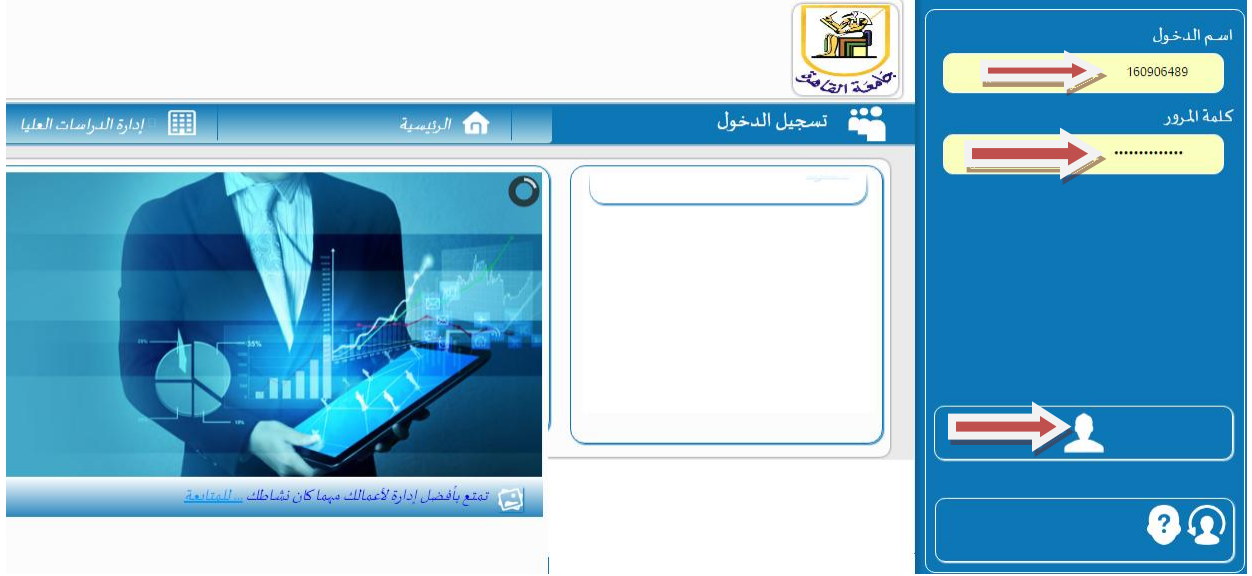 اسم الدخول
160906489
كلمة المرور
جامعة القاهرة
تسجيل الدخول
الرئيسية
إدارة الدراسات العليا
35%
تمتع بأفضل إدارة لأعمالك مهما كان نشاطك ... للمتابعة
?